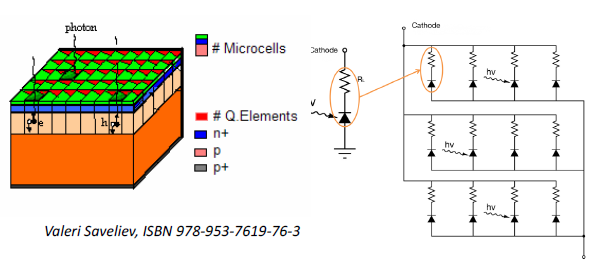 photon
# Microcells
e
h
# Q.Elements
n+
p
p+
Valeri Saveliev, ISBN 978-953-7619-76-3
Cathode
RL
Cathode
hv
hv
hv
hv